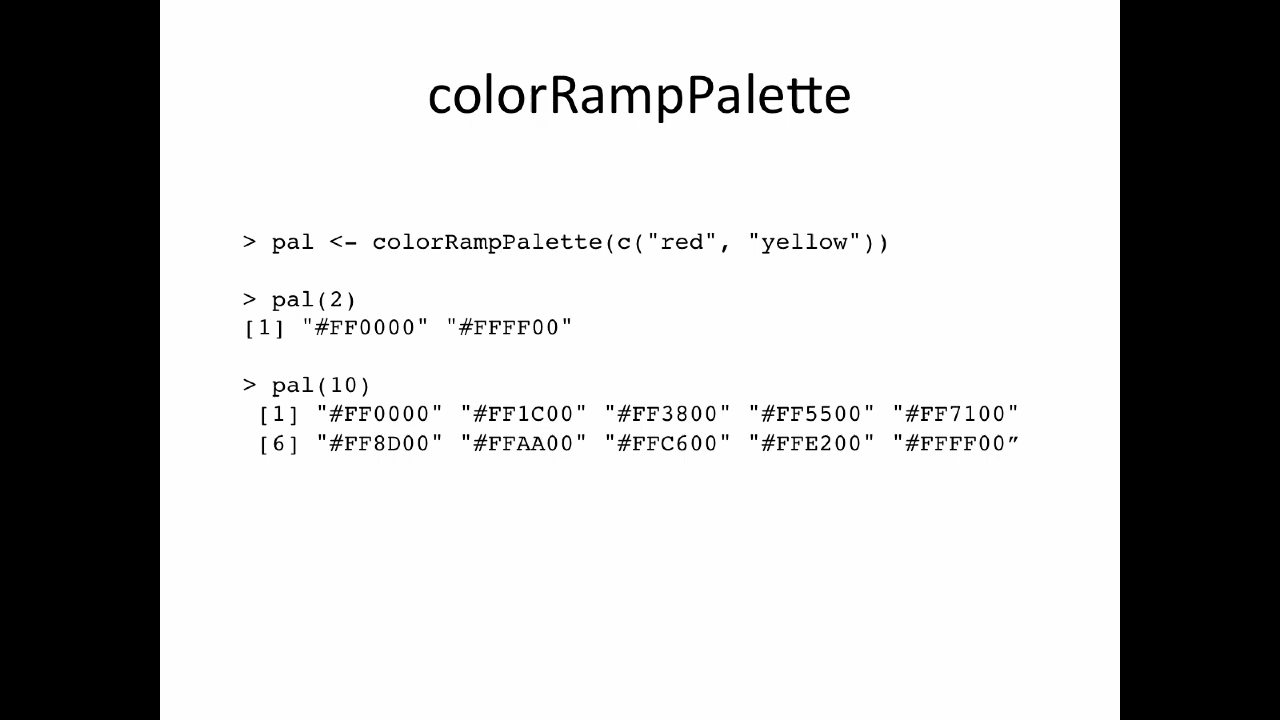 colorRampPalette
> pal <- colorRampPalette(c("red", "yellow"))
> pal(2)
[1] "#FF0000" "#FFFF00"
> pal(10)
[1] "#FF0000" "#FF1C00" "#FF3800" "#FF5500" "#FF7100"
[6] "#FF8D00" "#FFAA00" "#FFC600" "#FFE200" "#FFFF00”